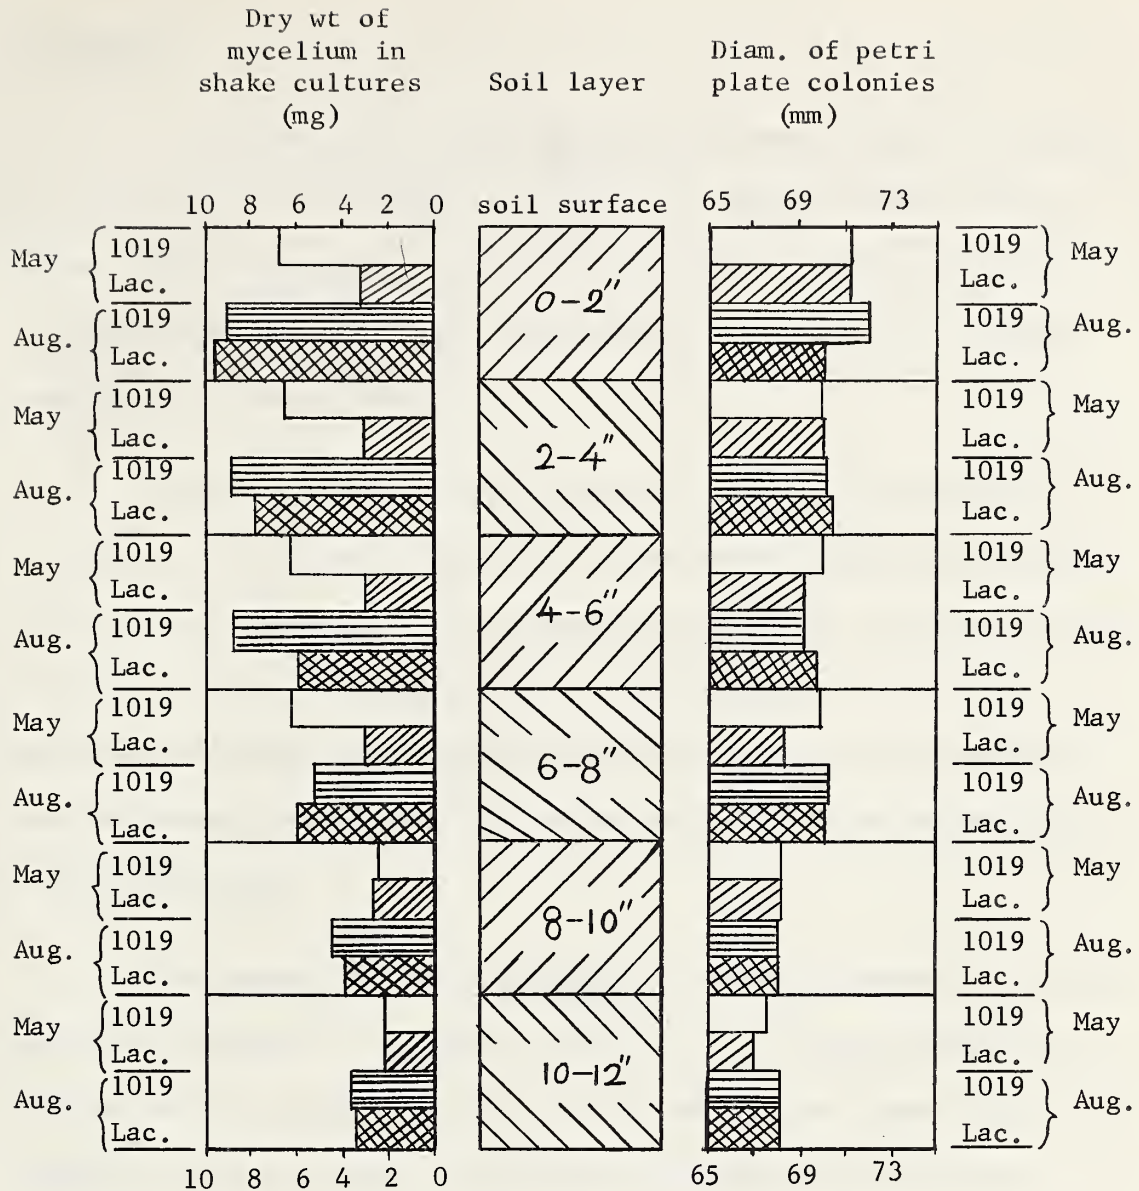 Dry wt of
mycelium in
shake cultures
(mg)
Soil layer
Diam. of petri
plate colonies
(mm)
10 8 6 4 2 0 soil surface 65 69 73
May 1019 1019 May
Lac. Lac.
Aug. 1019 0-2" 1019 Aug.
Lac. Lac.
May 1019 1019 May
Lac. Lac.
Aug. 1019 2-4" 1019 Aug.
Lac. Lac.
May 1019 1019 May
Lac. Lac.
Aug. 1019 4-6" 1019 Aug.
Lac. Lac.
May 1019 1019 May
Lac. Lac.
Aug. 1019 6-8" 1019 Aug.
Lac. Lac.
May 1019 1019 May
Lac. Lac.
Aug. 1019 8-10" 1019 Aug.
Lac. Lac.
May 1019 1019 May
Lac. Lac.
Aug. 1019 10-12" 1019 Aug.
Lac. Lac.
10 8 6 4 2 0 65 69 73